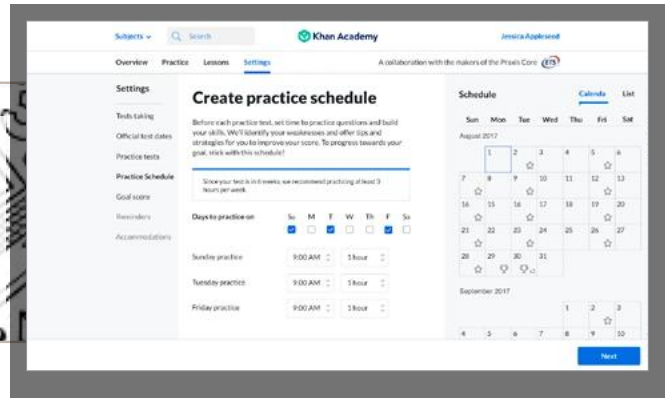 Subjects
Search
Khan Academy
Jessica Appleseed
Overview Practice Lessons Settings
A collaboration with the makers of the Praxis Core ETS
Settings
Tests taking
Official test dates
Practice tests
Practice Schedule
Goal score
Reminders
Accommodations
Create practice schedule
Before each practice test, set time to practice questions and build
your skills. We'll identify your weaknesses and offer tips and
strategies for you to improve your score. To progress towards your
goal, stick with this schedule!
Since your test is in 6 weeks, we recommend practicing at least 3
hours per week.
Days to practice on
Su M T W Th F Sa
Sunday practice 9:00 AM 1 hour
Tuesday practice 9:00 AM 1 hour
Friday practice 9:00 AM 1 hour
Schedule Calenda List
Sun Mon Tue Wed Thu Fri Sat
August 2017
1 2 3 4 5 6
7 8 9 10 11 12 13
14 15 16 17 18 19 20
21 22 23 24 25 26 27
28 29 30 31
September 2017
1 2 3
4 5 6 7 8 9 10
Next